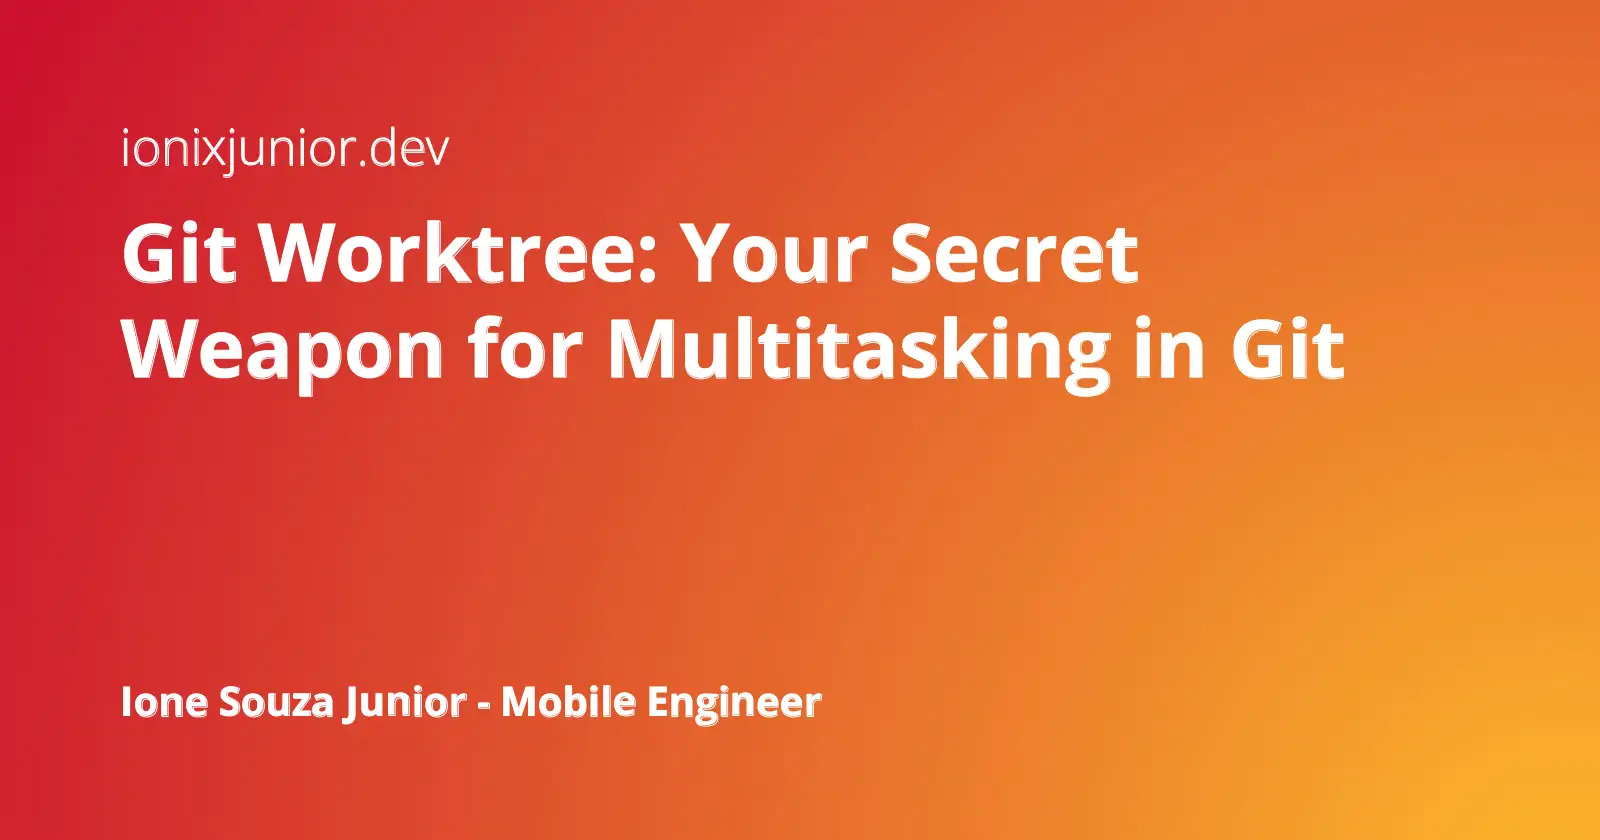 ionixjunior.dev
Git Worktree: Your Secret
Weapon for Multitasking in Git
Ione Souza Junior - Mobile Engineer